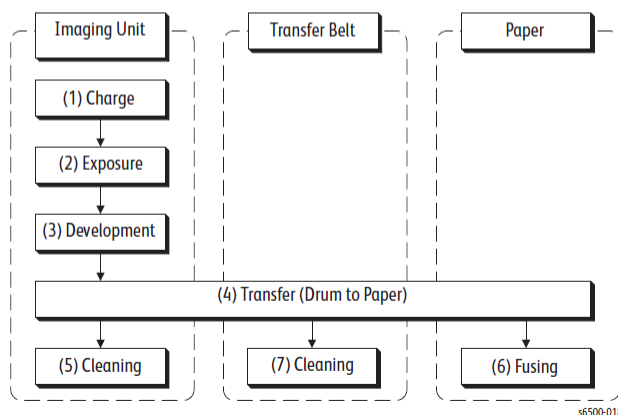 Imaging Unit
Transfer Belt
Paper
(1) Charge
(2) Exposure
(3) Development
(4) Transfer (Drum to Paper)
(5) Cleaning
(7) Cleaning
(6) Fusing